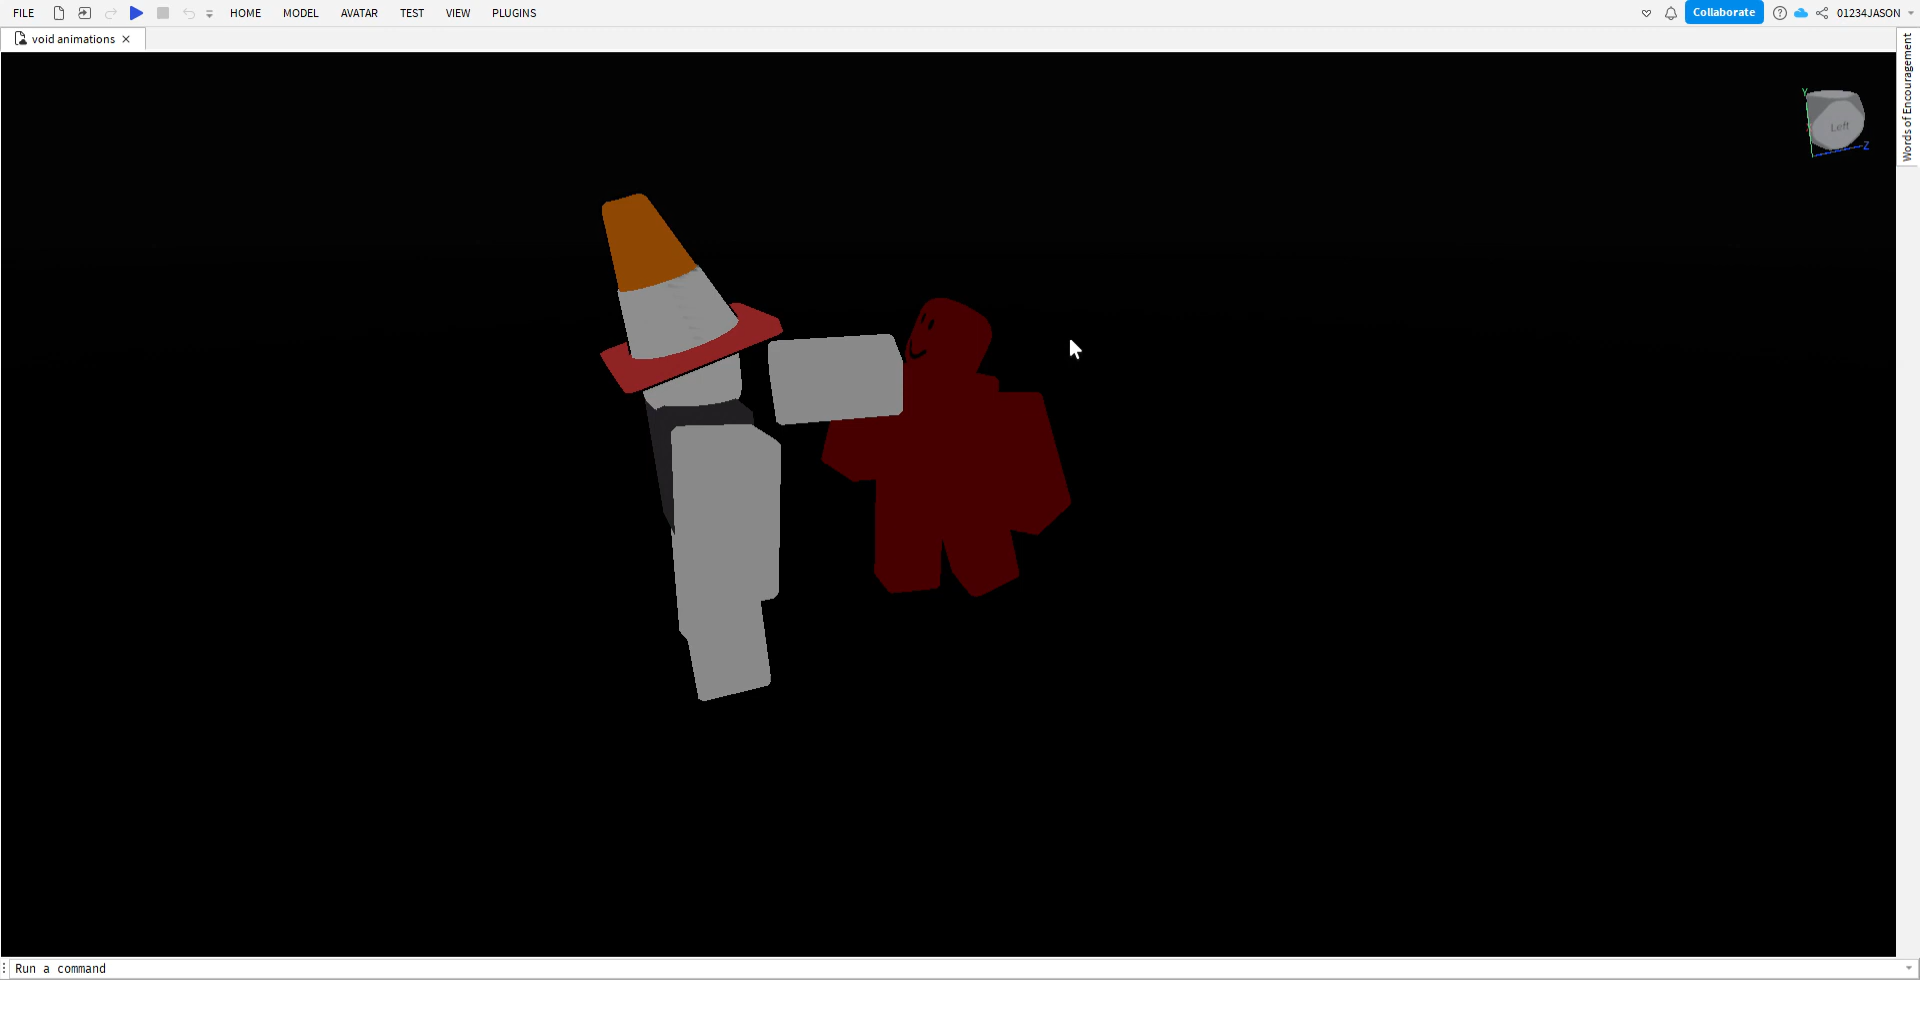 FILE HOME MODEL AVATAR TEST VIEW PLUGINS Collaborate 01234JASON
void animations
Words of Encouragement
Y
Left
Z
Run a command